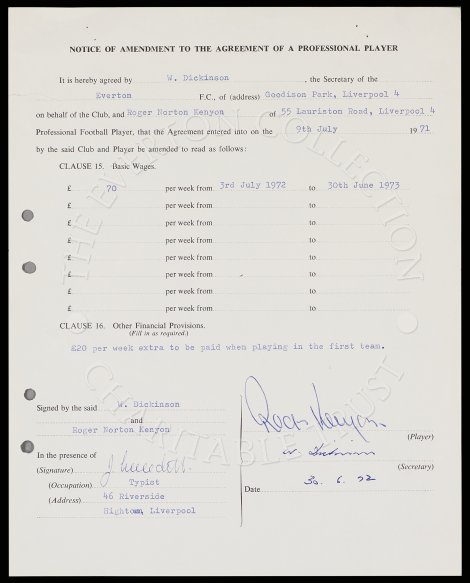 NOTICE OF AMENDMENT TO THE AGREEMENT OF A PROFESSIONAL PLAYER
It is hereby agreed by W. Dickinson, the Secretary of the
Everton F.C., of (address) Goodison Park, Liverpool 4
on behalf of the Club, and Roger Norton Kenyon of 55 Lauriston Road, Liverpool 4
Professional Football Player, that the Agreement entered into on the 9th July 1971
by the said Club and Player be amended to read as follows:
CLAUSE 15. Basic Wages.
£ 70 per week from 3rd July 1972 to 30th June 1973
£ per week from to
£ per week from to
£ per week from to
£ per week from to
£ per week from to
£ per week from to
£ per week from to
CLAUSE 16. Other Financial Provisions.
(Fill in as required.)
£20 per week extra to be paid when playing in the first team.
Signed by the said W. Dickinson
and
Roger Norton Kenyon
Roger Kenyon
(Player)
In the presence of
W. Dickinson
(Secretary)
(Signature)
(Occupation) Typist
(Address) 46 Riverside
Hightown, Liverpool
Date 30.6.72
THE EVERTON COLLECTION
CHARITABLE TRUST